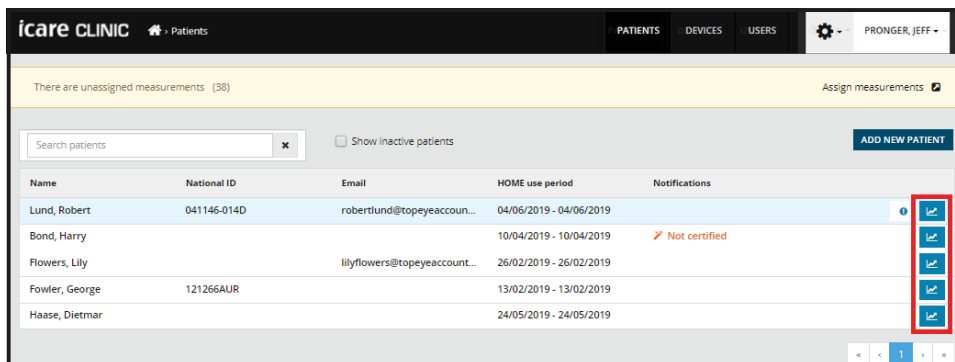 icare CLINIC > Patients PATIENTS DEVICES USERS PRONGER, JEFF
There are unassigned measurements (38) Assign measurements
Search patients Show inactive patients ADD NEW PATIENT
Name National ID Email HOME use period Notifications
Lund, Robert 041146-014D robertlund@topeyeaccoun... 04/06/2019 - 04/06/2019
Bond, Harry 10/04/2019 - 10/04/2019 Not certified
Flowers, Lily lilyflowers@topeyeaccount... 26/02/2019 - 26/02/2019
Fowler, George 121266AUR 13/02/2019 - 13/02/2019
Haase, Dietmar 24/05/2019 - 24/05/2019
« ‹ 1 › »